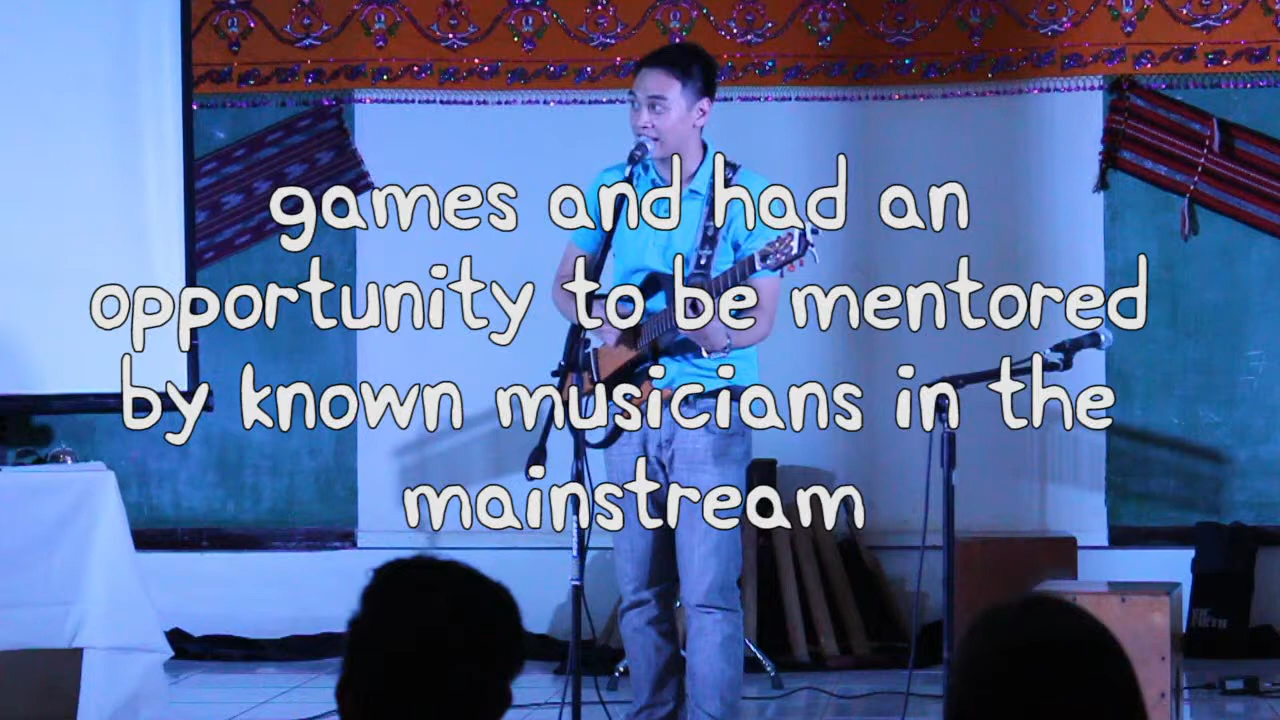 games and had an
opportunity to be mentored
by known musicians in the
mainstream